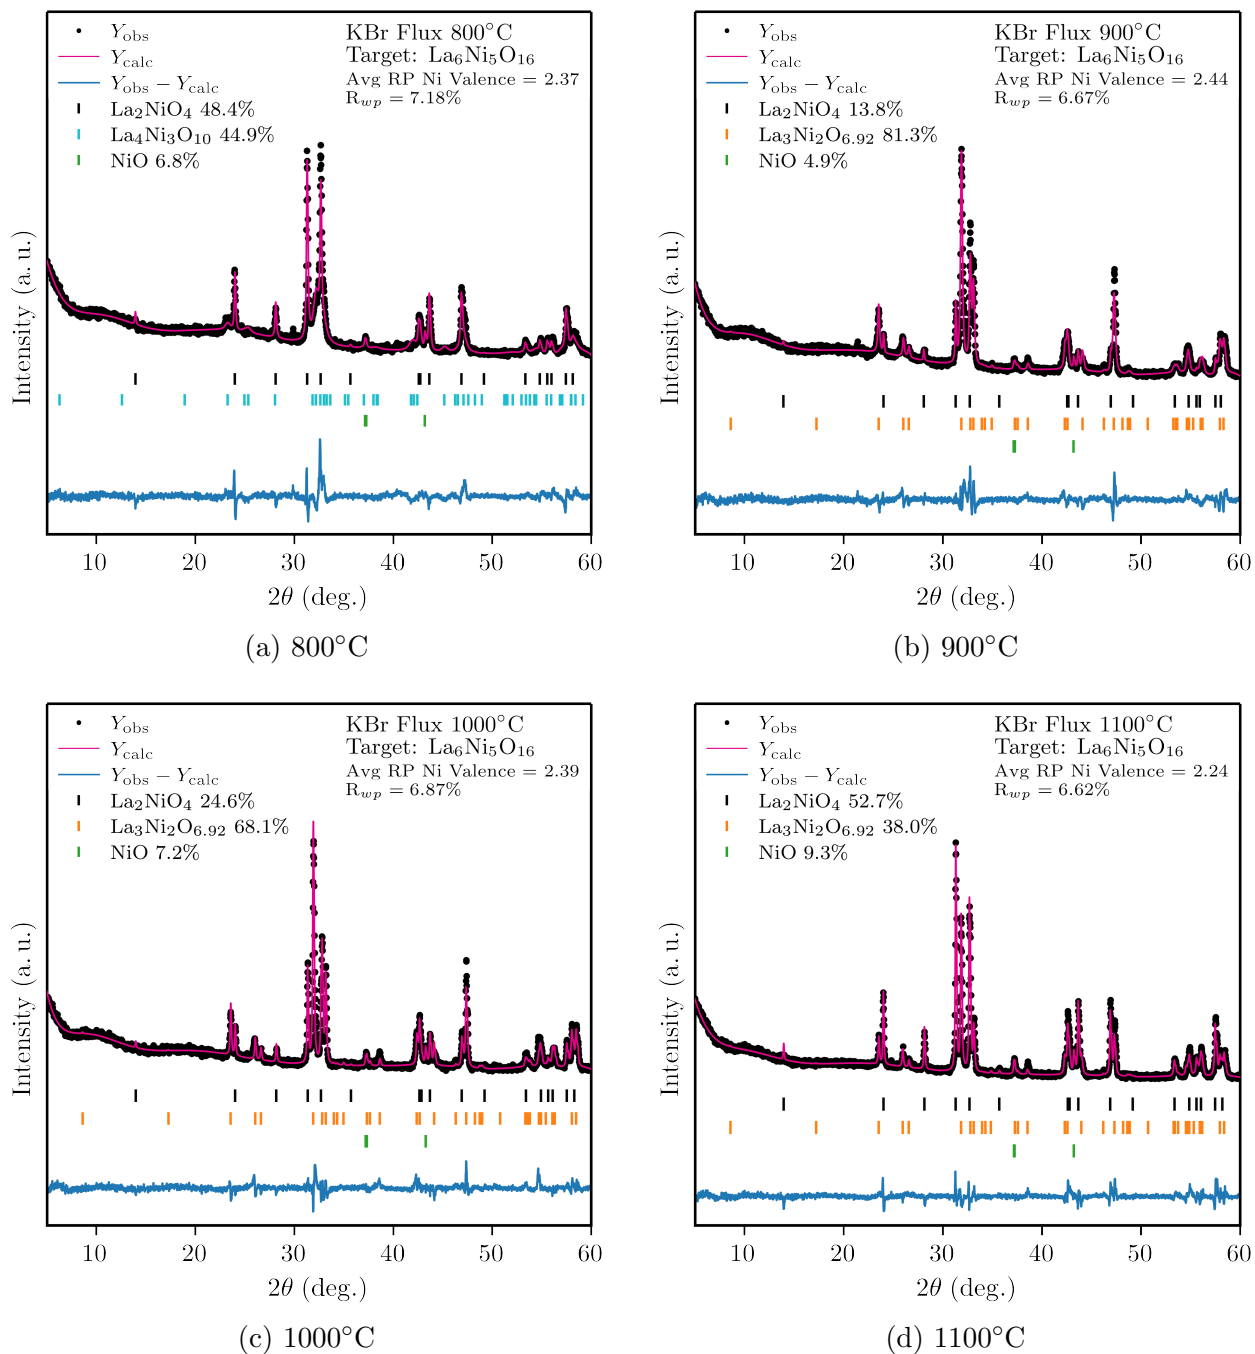 Y_obs
Y_calc
Y_obs − Y_calc
La₂NiO₄ 48.4%
La₄Ni₃O₁₀ 44.9%
NiO 6.8%
KBr Flux 800°C
Target: La₆Ni₅O₁₆
Avg RP Ni Valence = 2.37
R_wp = 7.18%
Intensity (a. u.)
10 20 30 40 50 60
2θ (deg.)
(a) 800°C
Y_obs
Y_calc
Y_obs − Y_calc
La₂NiO₄ 13.8%
La₃Ni₂O₆.₉₂ 81.3%
NiO 4.9%
KBr Flux 900°C
Target: La₆Ni₅O₁₆
Avg RP Ni Valence = 2.44
R_wp = 6.67%
Intensity (a. u.)
10 20 30 40 50 60
2θ (deg.)
(b) 900°C
Y_obs
Y_calc
Y_obs − Y_calc
La₂NiO₄ 24.6%
La₃Ni₂O₆.₉₂ 68.1%
NiO 7.2%
KBr Flux 1000°C
Target: La₆Ni₅O₁₆
Avg RP Ni Valence = 2.39
R_wp = 6.87%
Intensity (a. u.)
10 20 30 40 50 60
2θ (deg.)
(c) 1000°C
Y_obs
Y_calc
Y_obs − Y_calc
La₂NiO₄ 52.7%
La₃Ni₂O₆.₉₂ 38.0%
NiO 9.3%
KBr Flux 1100°C
Target: La₆Ni₅O₁₆
Avg RP Ni Valence = 2.24
R_wp = 6.62%
Intensity (a. u.)
10 20 30 40 50 60
2θ (deg.)
(d) 1100°C